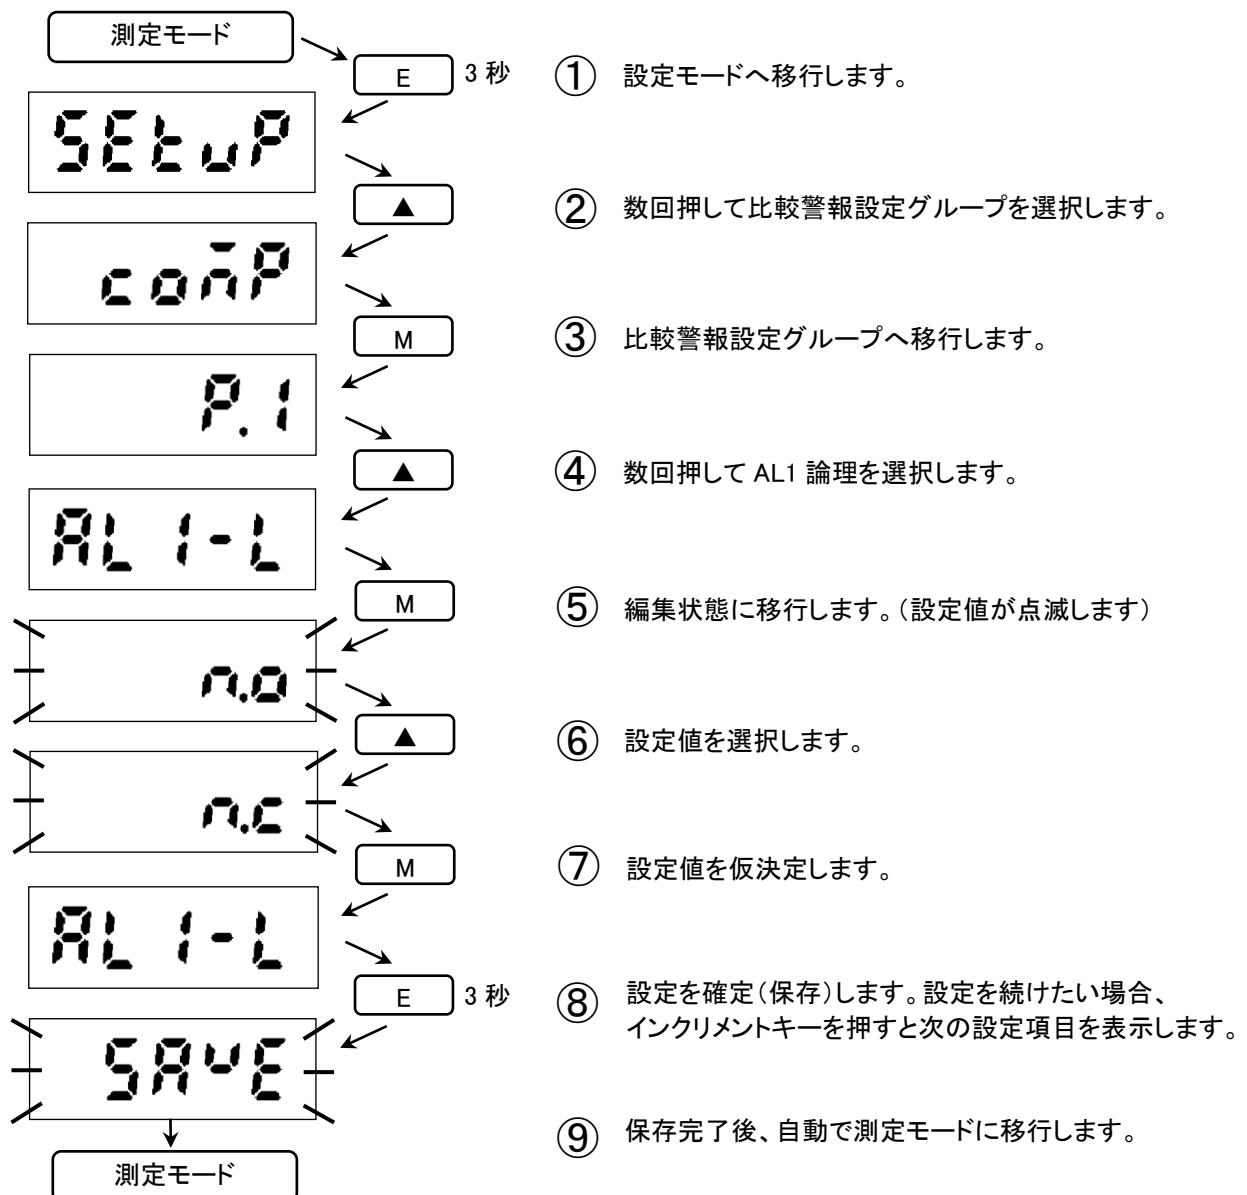 測定モード
E 3 秒 ① 設定モードへ移行します。
SEtuP
▲ ② 数回押して比較警報設定グループを選択します。
comP
M ③ 比較警報設定グループへ移行します。
P.1
▲ ④ 数回押して AL1 論理を選択します。
AL1-L
M ⑤ 編集状態に移行します。（設定値が点滅します）
n.o
▲ ⑥ 設定値を選択します。
n.c
M ⑦ 設定値を仮決定します。
AL1-L
E 3 秒 ⑧ 設定を確定（保存）します。設定を続けたい場合、
インクリメントキーを押すと次の設定項目を表示します。
SAvE
⑨ 保存完了後、自動で測定モードに移行します。
測定モード